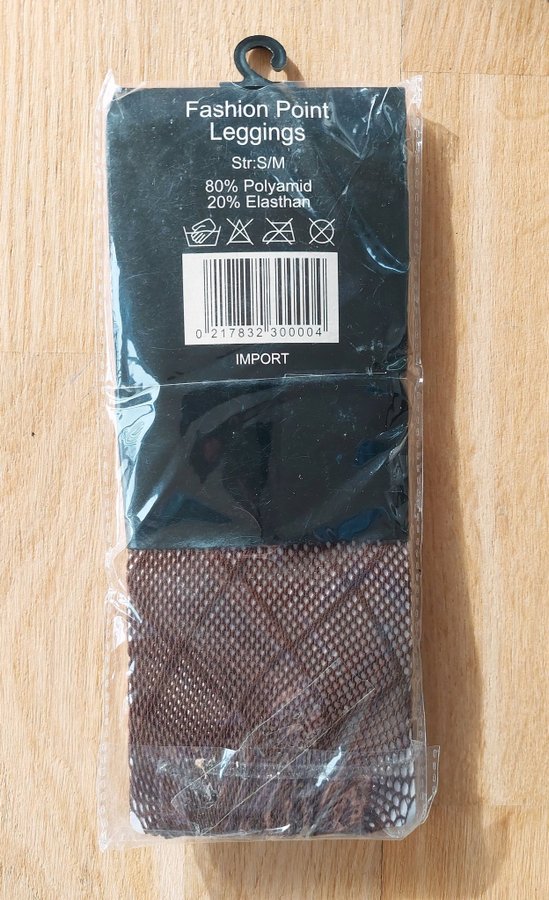 Fashion Point
Leggings
Str:S/M
80% Polyamid
20% Elasthan
0 217832 300004
IMPORT